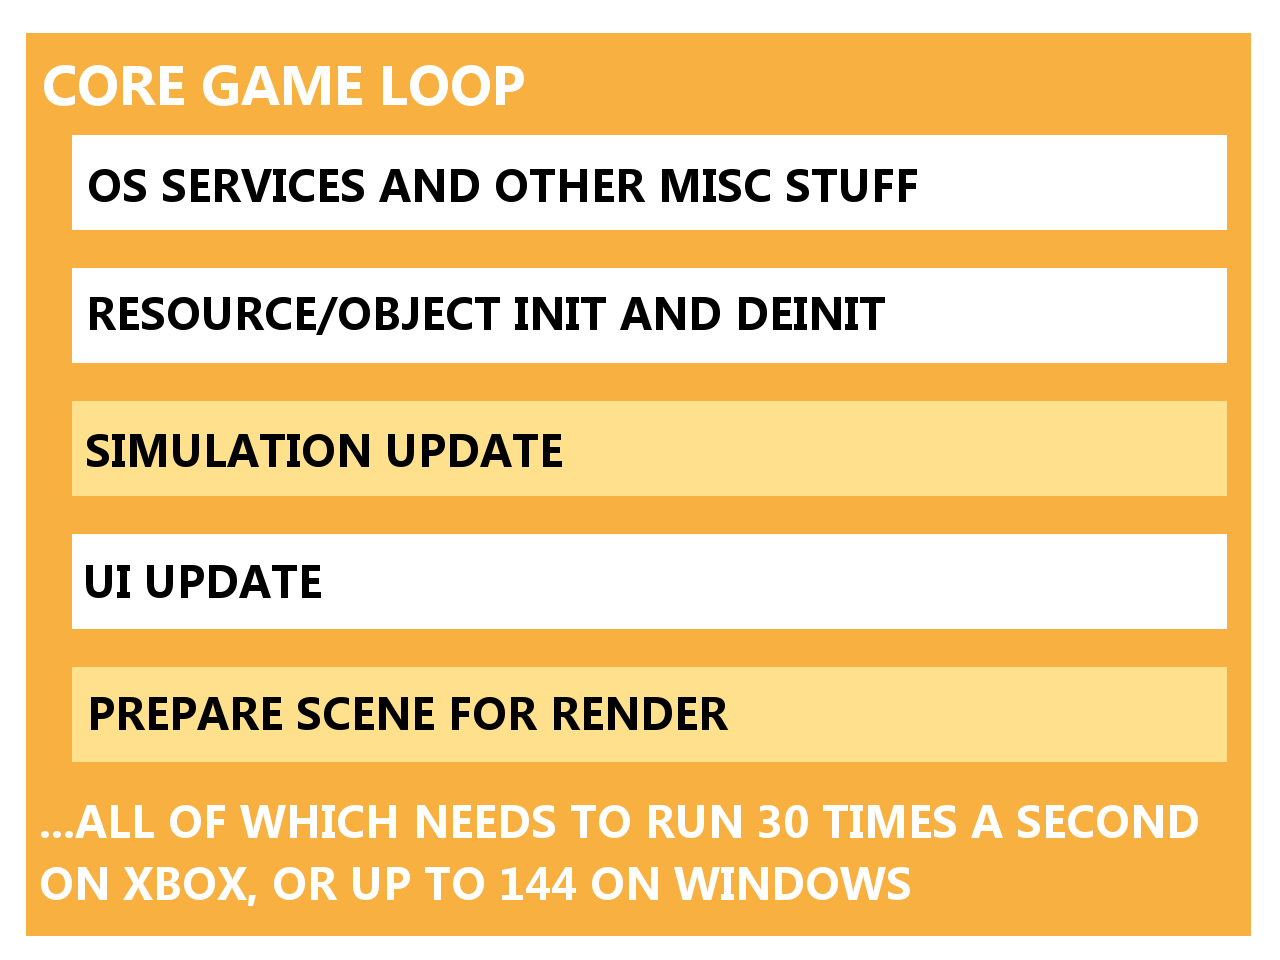 CORE GAME LOOP
OS SERVICES AND OTHER MISC STUFF
RESOURCE/OBJECT INIT AND DEINIT
SIMULATION UPDATE
UI UPDATE
PREPARE SCENE FOR RENDER
...ALL OF WHICH NEEDS TO RUN 30 TIMES A SECOND
ON XBOX, OR UP TO 144 ON WINDOWS